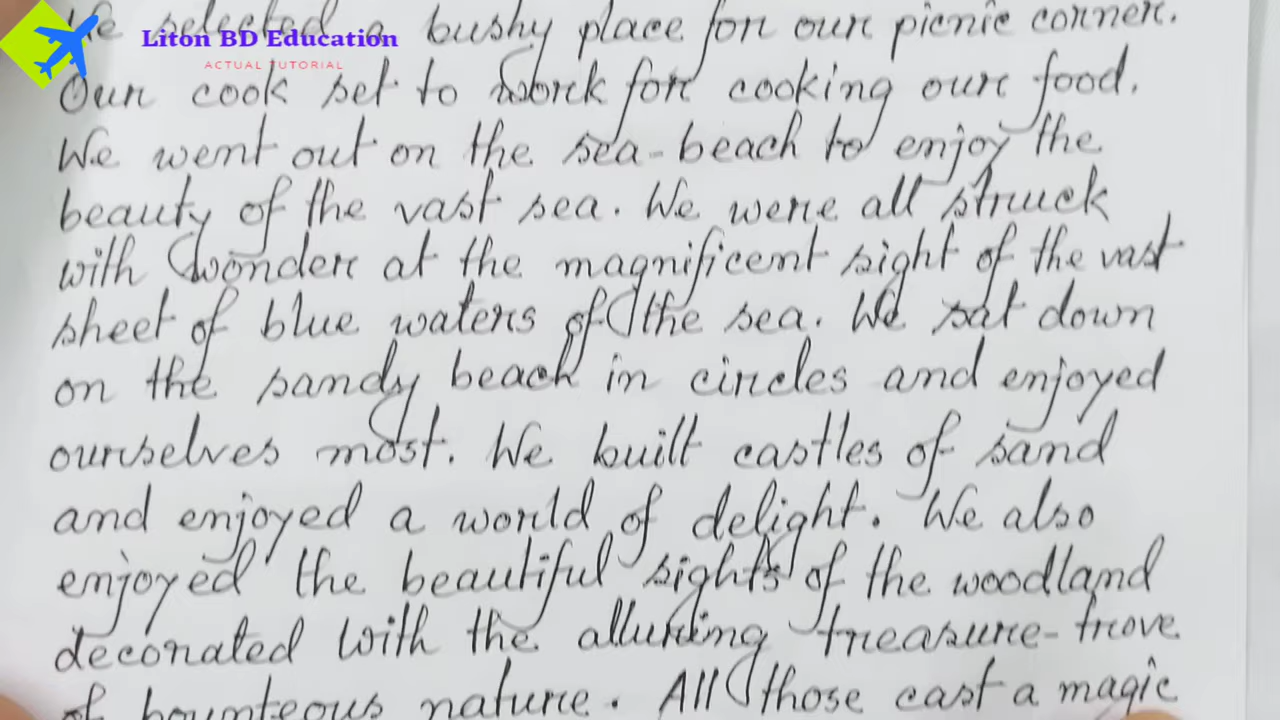 We selected a bushy place for our picnic corner.
Liton BD Education
ACTUAL TUTORIAL
Our cook set to work for cooking our food.
We went out on the sea-beach to enjoy the
beauty of the vast sea. We were all struck
with wonder at the magnificent sight of the vast
sheet of blue waters of the sea. We sat down
on the sandy beach in circles and enjoyed
ourselves most. We built castles of sand
and enjoyed a world of delight. We also
enjoyed the beautiful sights of the woodland
decorated with the alluring treasure-trove
of bounteous nature. All those cast a magic